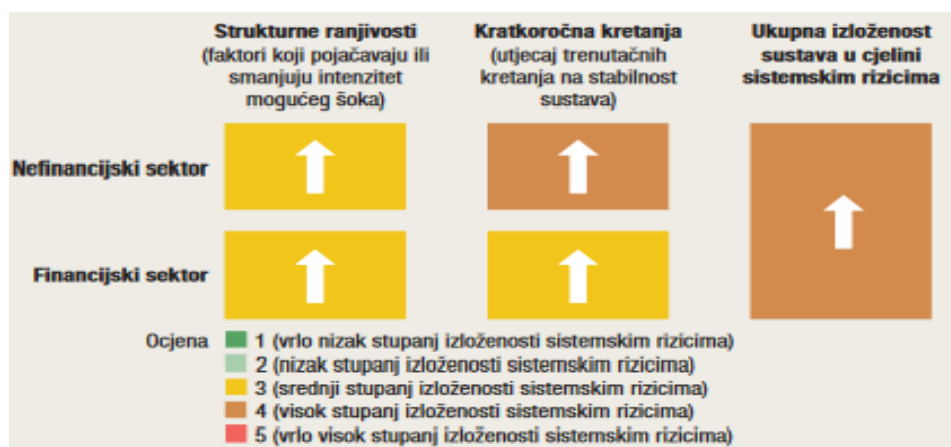 Strukturne ranjivosti
(faktori koji pojačavaju ili
smanjuju intenzitet
mogućeg šoka)
Kratkoročna kretanja
(utjecaj trenutačnih
kretanja na stabilnost
sustava)
Ukupna izloženost
sustava u cjelini
sistemskim rizicima
Nefinancijski sektor
Financijski sektor
Ocjena
1 (vrlo nizak stupanj izloženosti sistemskim rizicima)
2 (nizak stupanj izloženosti sistemskim rizicima)
3 (srednji stupanj izloženosti sistemskim rizicima)
4 (visok stupanj izloženosti sistemskim rizicima)
5 (vrlo visok stupanj izloženosti sistemskim rizicima)